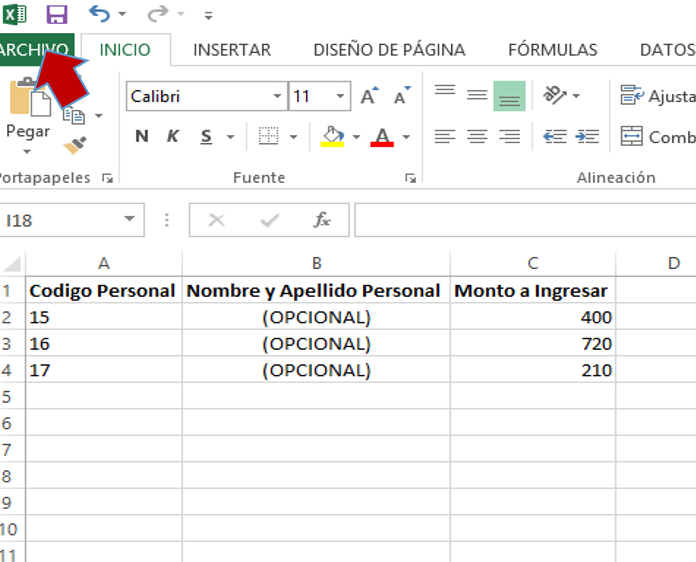 ARCHIVO INICIO INSERTAR DISEÑO DE PÁGINA FÓRMULAS DATOS
Calibri 11 A A Ajusta
Pegar N K S A Comb
Portapapeles Fuente Alineación
I18 fx
A B C D
1 Codigo Personal Nombre y Apellido Personal Monto a Ingresar
2 15 (OPCIONAL) 400
3 16 (OPCIONAL) 720
4 17 (OPCIONAL) 210
5
6
7
8
9
10
11